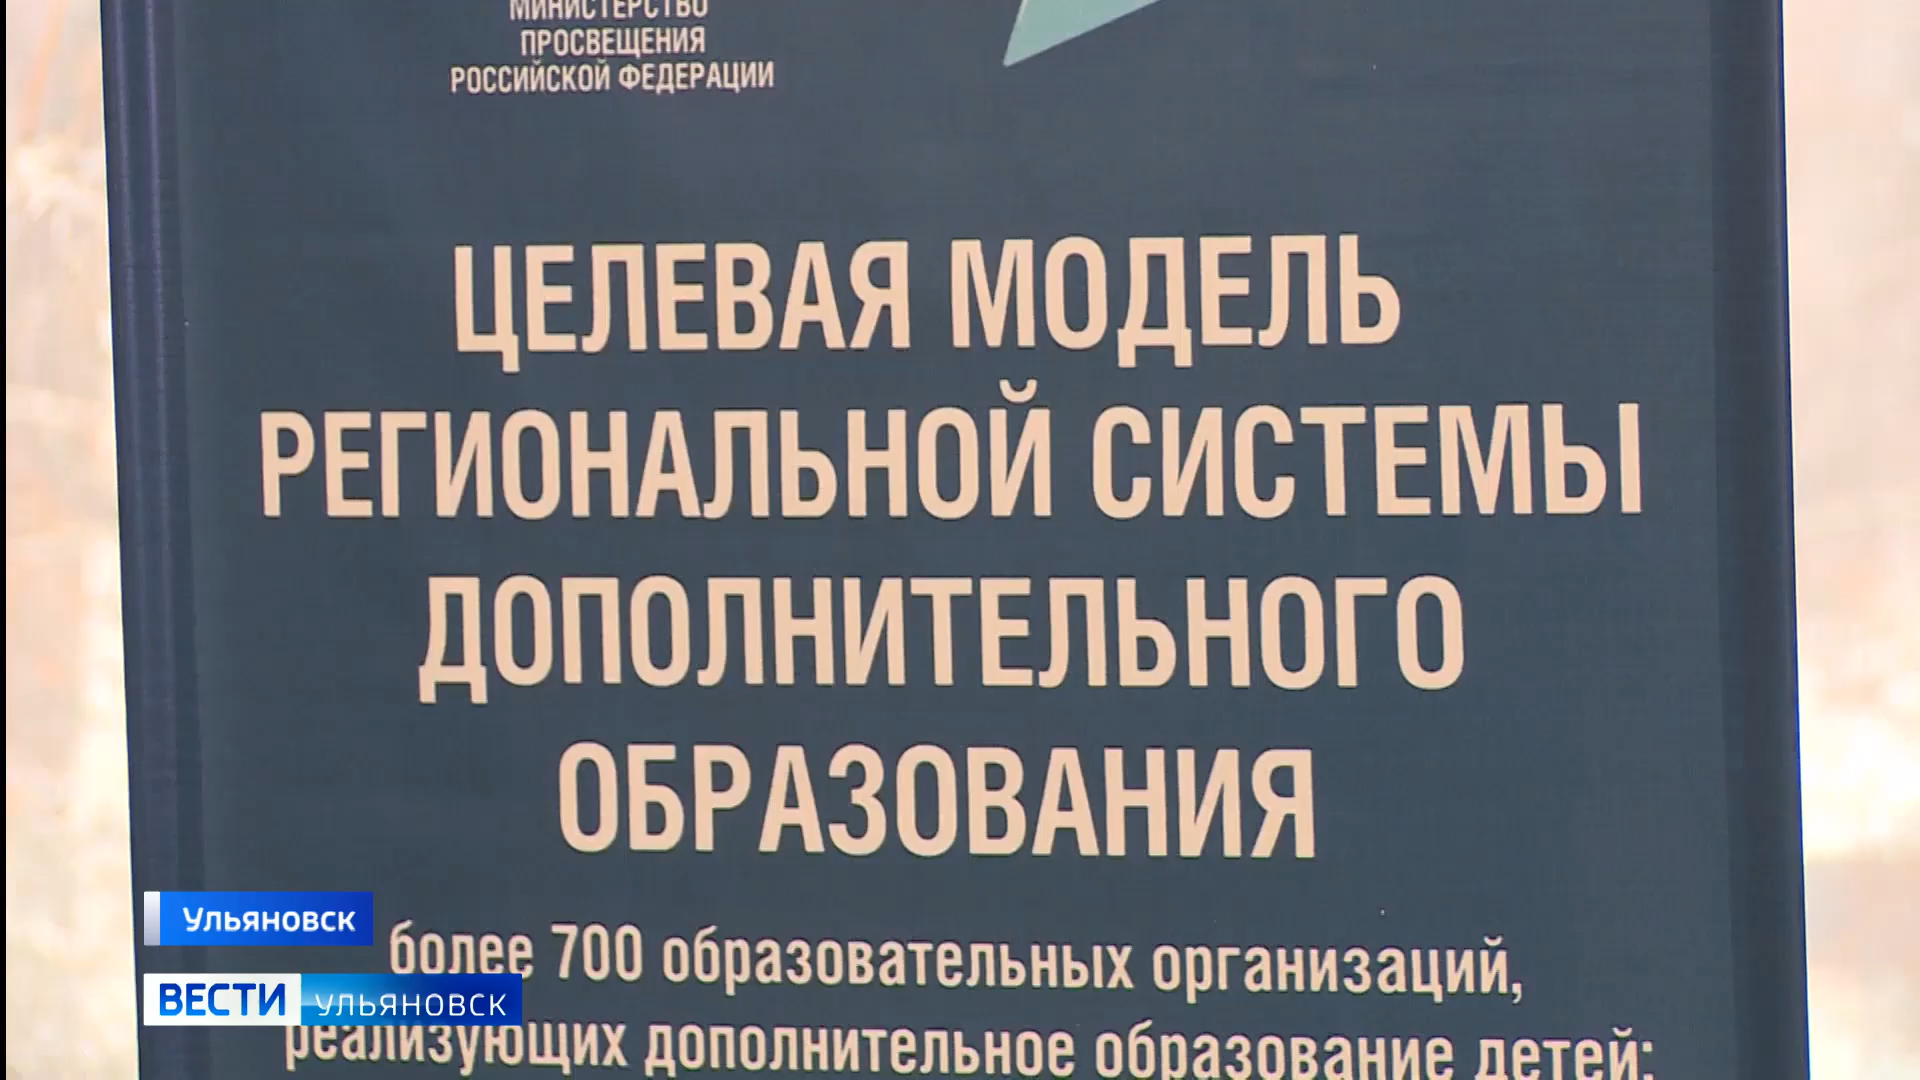 МИНИСТЕРСТВО
ПРОСВЕЩЕНИЯ
РОССИЙСКОЙ ФЕДЕРАЦИИ
ЦЕЛЕВАЯ МОДЕЛЬ
РЕГИОНАЛЬНОЙ СИСТЕМЫ
ДОПОЛНИТЕЛЬНОГО
ОБРАЗОВАНИЯ
Ульяновск
более 700 образовательных организаций,
ВЕСТИ УЛЬЯНОВСК
реализующих дополнительное образование детей: